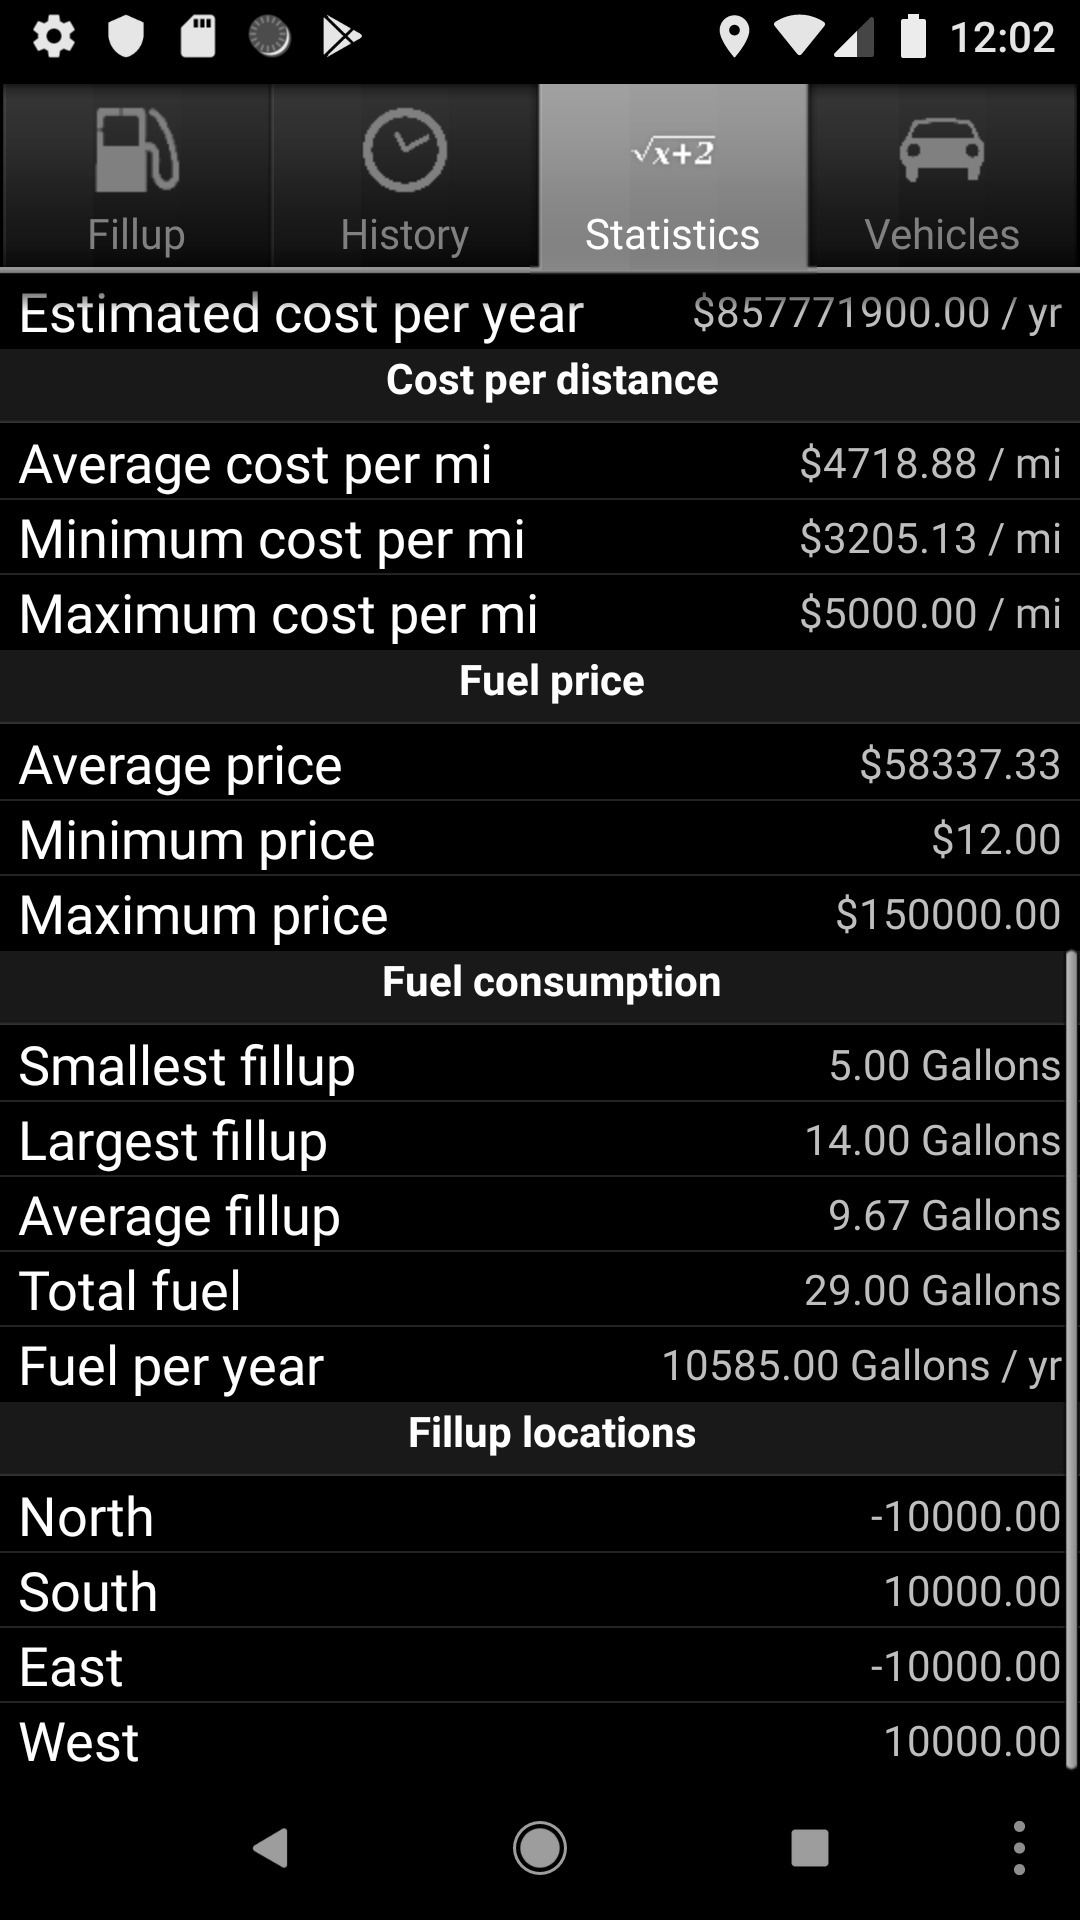 12:02
Fillup
History
√x+2
Statistics
Vehicles
Estimated cost per year $857771900.00 / yr
Cost per distance
Average cost per mi $4718.88 / mi
Minimum cost per mi $3205.13 / mi
Maximum cost per mi $5000.00 / mi
Fuel price
Average price $58337.33
Minimum price $12.00
Maximum price $150000.00
Fuel consumption
Smallest fillup 5.00 Gallons
Largest fillup 14.00 Gallons
Average fillup 9.67 Gallons
Total fuel 29.00 Gallons
Fuel per year 10585.00 Gallons / yr
Fillup locations
North -10000.00
South 10000.00
East -10000.00
West 10000.00